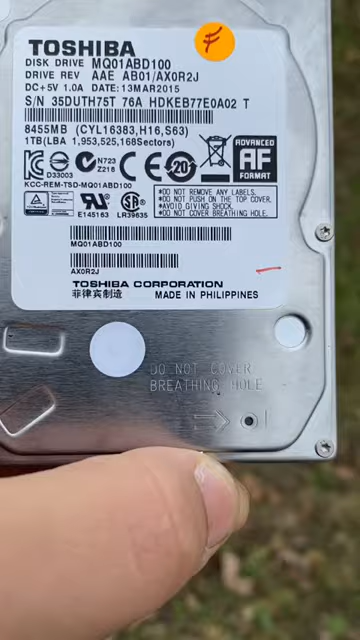 TOSHIBA
F
DISK DRIVE MQ01ABD100
DRIVE REV AAE AB01/AX0R2J
DC+5V 1.0A DATE:13MAR2015
S/N 35DUTH75T 76A HDKEB77E0A02 T
8455MB (CYL16383,H16,S63)
1TB(LBA 1,953,525,168Sectors)
D33003
N723
Z218
20
ADVANCED
AF
FORMAT
KCC-REM-TSD-MQ01ABD100
E145163
LR39635
*DO NOT REMOVE ANY LABELS.
*DO NOT PUSH ON THE TOP COVER.
*AVOID GIVING SHOCK.
*DO NOT COVER BREATHING HOLE.
MQ01ABD100
AX0R2J
TOSHIBA CORPORATION
菲律宾制造 MADE IN PHILIPPINES
DO NOT COVER
BREATHING HOLE